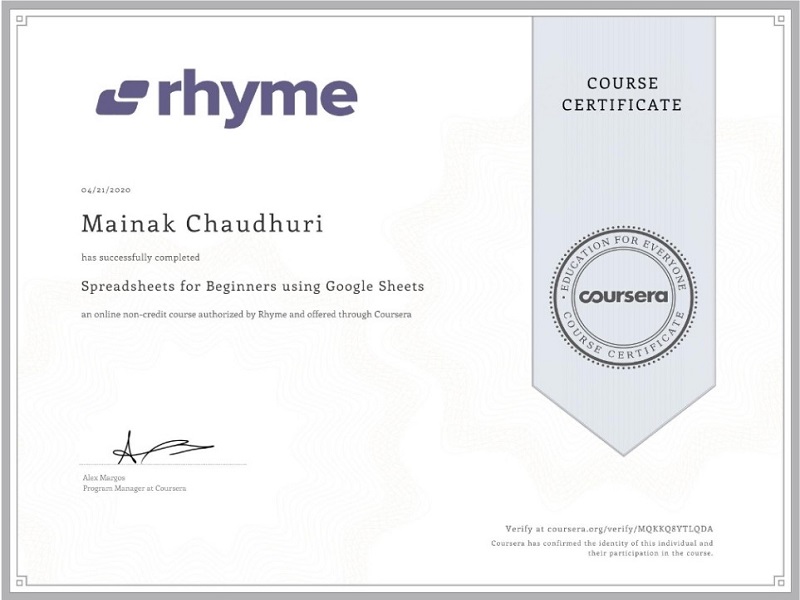 rhyme
COURSE
CERTIFICATE
04/21/2020
Mainak Chaudhuri
has successfully completed
Spreadsheets for Beginners using Google Sheets
an online non-credit course authorized by Rhyme and offered through Coursera
EDUCATION FOR EVERYONE
coursera
COURSE CERTIFICATE
Alex Margos
Program Manager at Coursera
Verify at coursera.org/verify/MQKKQ8YTLQDA
Coursera has confirmed the identity of this individual and
their participation in the course.